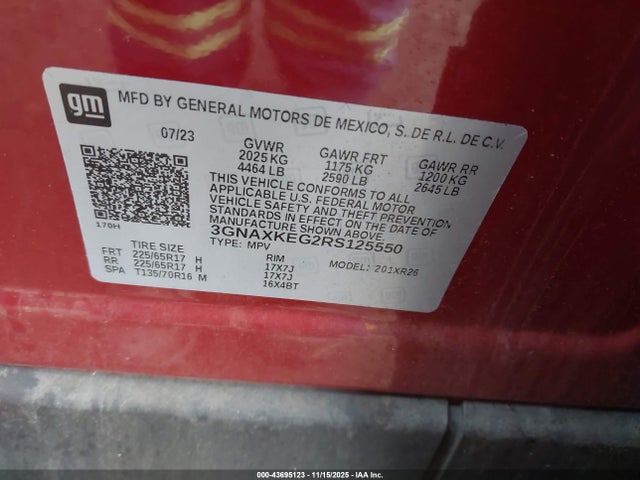 gm MFD BY GENERAL MOTORS DE MEXICO, S. DE R.L. DE C.V.
07/23 GVWR GAWR FRT GAWR RR
2025 KG 1175 KG 1200 KG
4464 LB 2590 LB 2645 LB
THIS VEHICLE CONFORMS TO ALL
APPLICABLE U.S. FEDERAL MOTOR
VEHICLE SAFETY AND THEFT
PREVENTION STANDARDS IN EFFECT ON THE DATE OF
MANUFACTURE SHOWN ABOVE.
170H
3GNAXKEG2RS125550
TYPE: MPV
MODEL: 201XR26
TIRE SIZE RIM
FRT 225/65R17 H 17X7J
RR 225/65R17 H 17X7J
SPA T135/70R16 M 16X4BT
000-43695123 - 11/15/2025 - IAA Inc.